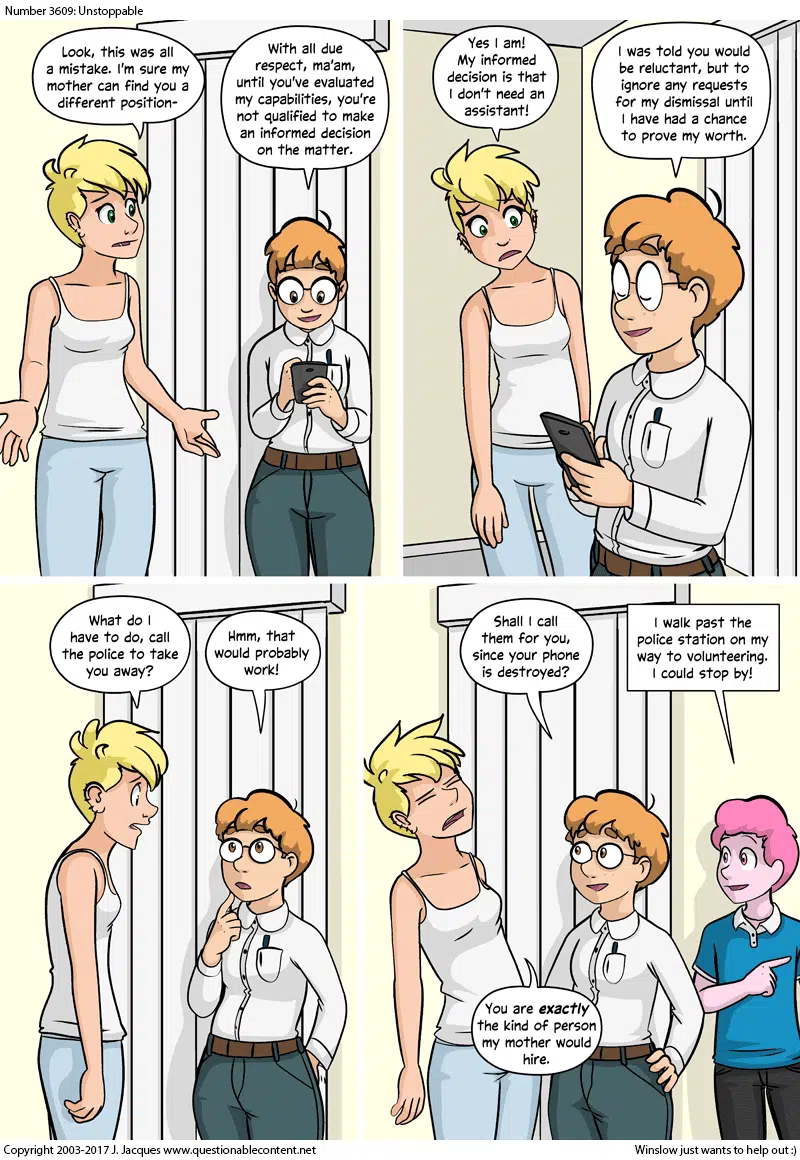 Number 3609: Unstoppable
Look, this was all
a mistake. I'm sure my
mother can find you a
different position-
With all due
respect, ma'am,
until you've evaluated
my capabilities, you're
not qualified to make
an informed decision
on the matter.
Yes I am!
My informed
decision is that
I don't need an
assistant!
I was told you would
be reluctant, but to
ignore any requests
for my dismissal until
I have had a chance
to prove my worth.
What do I
have to do, call
the police to take
you away?
Hmm, that
would probably
work!
Shall I call
them for you,
since your phone
is destroyed?
I walk past the
police station on my
way to volunteering.
I could stop by!
You are exactly
the kind of person
my mother would
hire.
Copyright 2003-2017 J. Jacques www.questionablecontent.net
Winslow just wants to help out :)